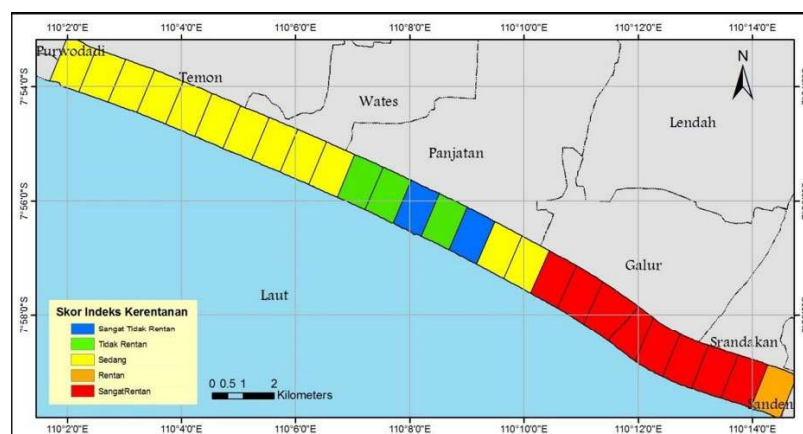 110°2'0"E 110°4'0"E 110°6'0"E 110°8'0"E 110°10'0"E 110°12'0"E 110°14'0"E
Purwodadi
Temon
N
7°54'0"S
Wates
Lendah
Panjatan
7°56'0"S
Galur
Laut
7°58'0"S
Srandakan
Skor Indeks Kerentanan
Sangat Tidak Rentan
Tidak Rentan
Sedang
Rentan
SangatRentan
0 0.5 1 2
Kilometers
Sanden
110°2'0"E 110°4'0"E 110°6'0"E 110°8'0"E 110°10'0"E 110°12'0"E 110°14'0"E